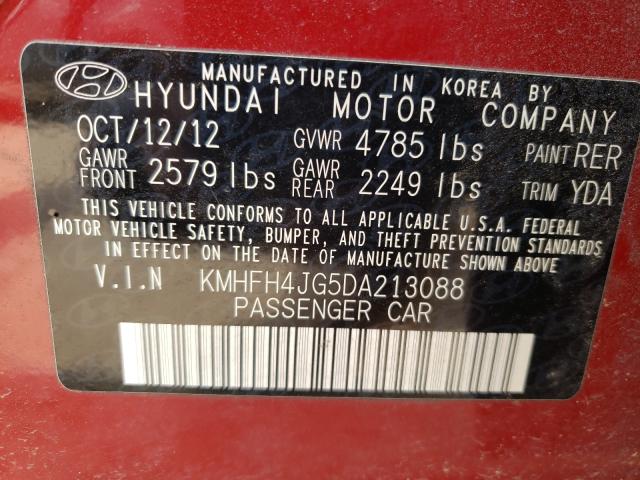 MANUFACTURED IN KOREA BY
HYUNDAI MOTOR COMPANY
OCT/12/12 GVWR 4785 lbs PAINT RER
GAWR FRONT 2579 lbs GAWR REAR 2249 lbs TRIM YDA
THIS VEHICLE CONFORMS TO ALL APPLICABLE U.S.A. FEDERAL
MOTOR VEHICLE SAFETY, BUMPER, AND THEFT PREVENTION STANDARDS
IN EFFECT ON THE DATE OF MANUFACTURE SHOWN ABOVE
V.I.N KMHFH4JG5DA213088
PASSENGER CAR